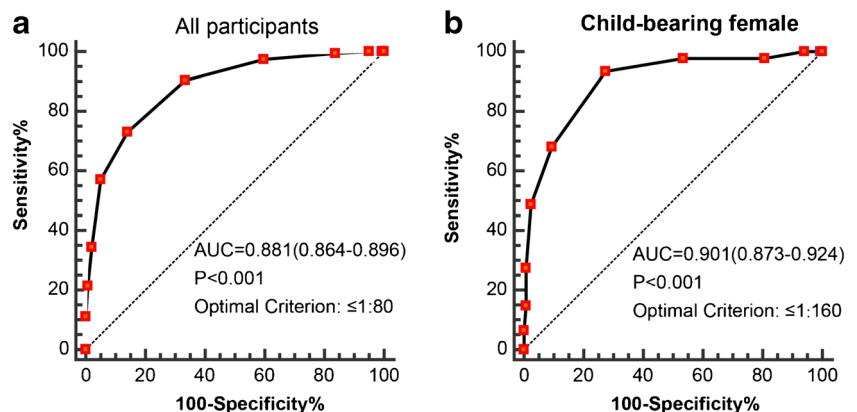 a
All participants
100
80
60
40
20
0
Sensitivity%
AUC=0.881(0.864-0.896)
P<0.001
Optimal Criterion: ≤1:80
0 20 40 60 80 100
100-Specificity%
b
Child-bearing female
100
80
60
40
20
0
Sensitivity%
AUC=0.901(0.873-0.924)
P<0.001
Optimal Criterion: ≤1:160
0 20 40 60 80 100
100-Specificity%